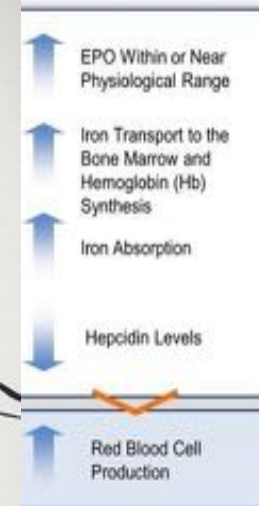 EPO Within or Near
Physiological Range
Iron Transport to the
Bone Marrow and
Hemoglobin (Hb)
Synthesis
Iron Absorption
Hepcidin Levels
Red Blood Cell
Production